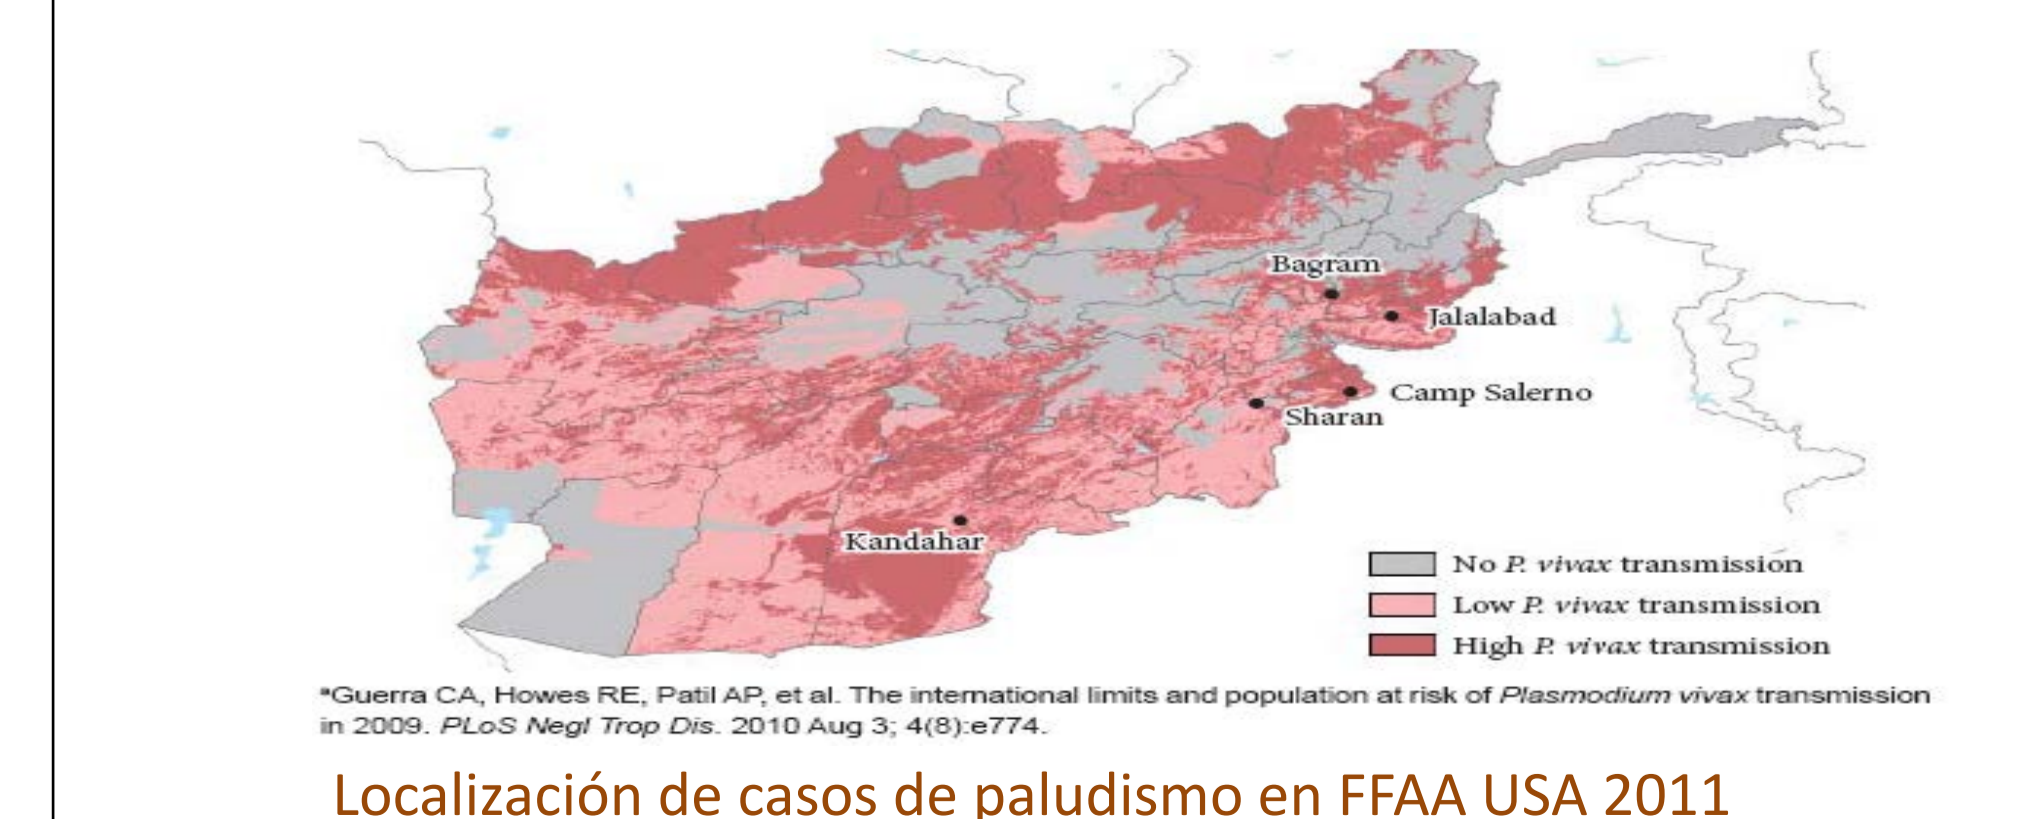 Bagram
Jalalabad
Camp Salerno
Sharan
Kandahar
No P. vivax transmission
Low P. vivax transmission
High P. vivax transmission
ªGuerra CA, Howes RE, Patil AP, et al. The international limits and population at risk of Plasmodium vivax transmission
in 2009. PLoS Negl Trop Dis. 2010 Aug 3; 4(8):e774.
Localización de casos de paludismo en FFAA USA 2011